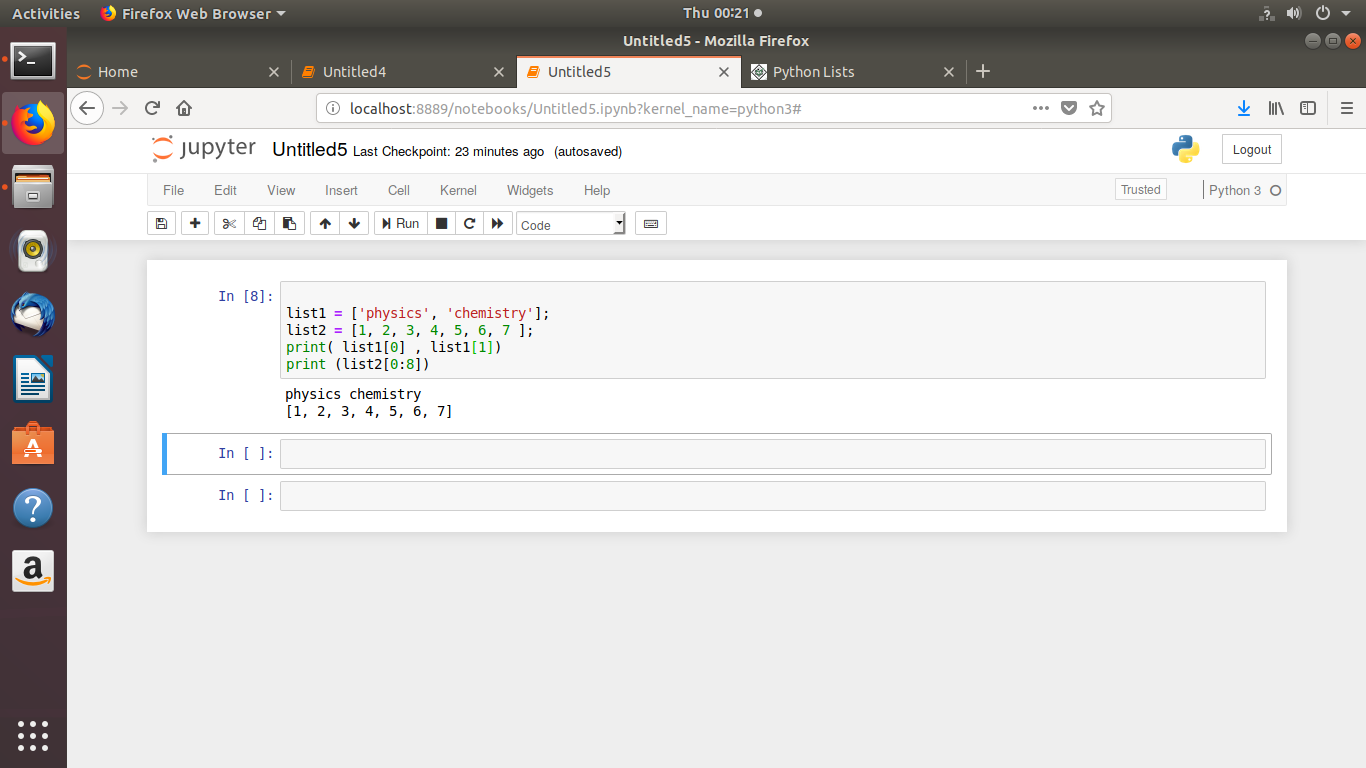 Activities Firefox Web Browser Thu 00:21
Untitled5 - Mozilla Firefox
Home Untitled4 Untitled5 Python Lists
localhost:8889/notebooks/Untitled5.ipynb?kernel_name=python3#
jupyter Untitled5 Last Checkpoint: 23 minutes ago (autosaved) Logout
File Edit View Insert Cell Kernel Widgets Help Trusted Python 3
Run Code
In [8]:
list1 = ['physics', 'chemistry'];
list2 = [1, 2, 3, 4, 5, 6, 7 ];
print( list1[0] , list1[1])
print (list2[0:8])
physics chemistry
[1, 2, 3, 4, 5, 6, 7]
In [ ]:
In [ ]: